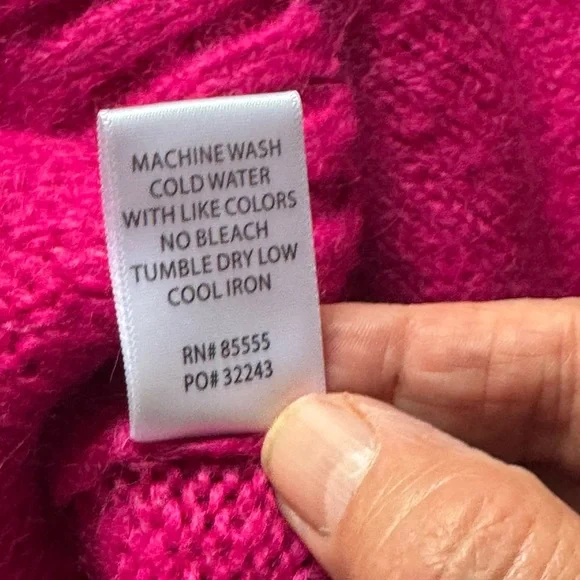 MACHINE WASH
COLD WATER
WITH LIKE COLORS
NO BLEACH
TUMBLE DRY LOW
COOL IRON
RN# 85555
PO# 32243